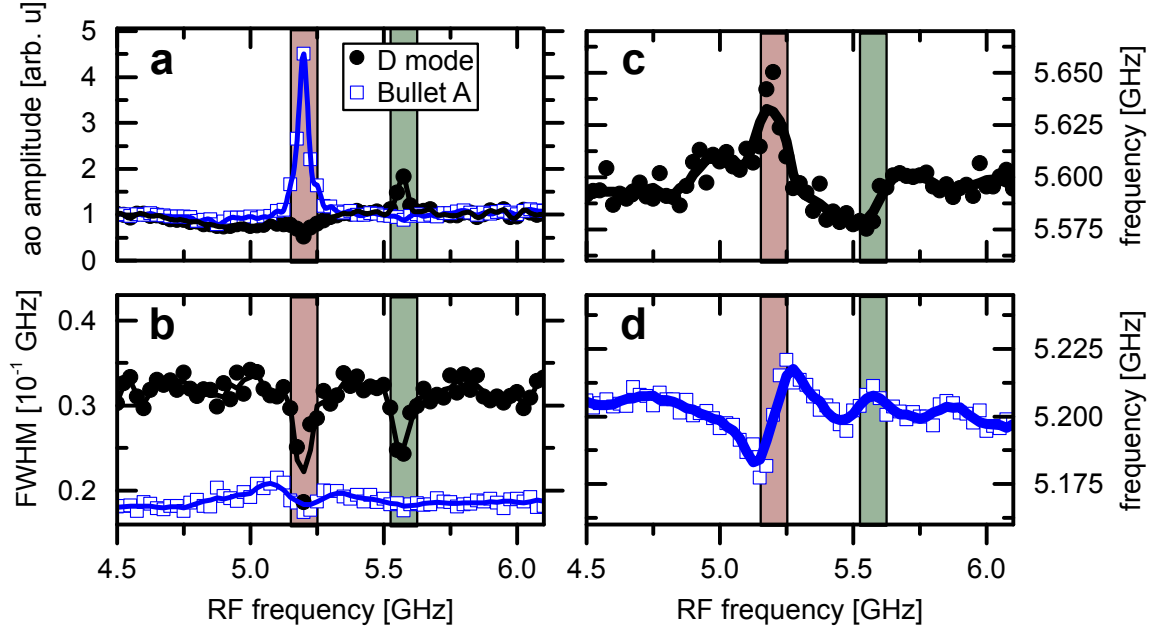 ao amplitude [arb. u]
5
4
3
2
1
0
a
D mode
Bullet A
c
5.650
5.625
5.600
5.575
frequency [GHz]
FWHM [10⁻¹ GHz]
0.4
0.3
0.2
b
d
5.225
5.200
5.175
frequency [GHz]
4.5 5.0 5.5 6.0
4.5 5.0 5.5 6.0
RF frequency [GHz]
RF frequency [GHz]